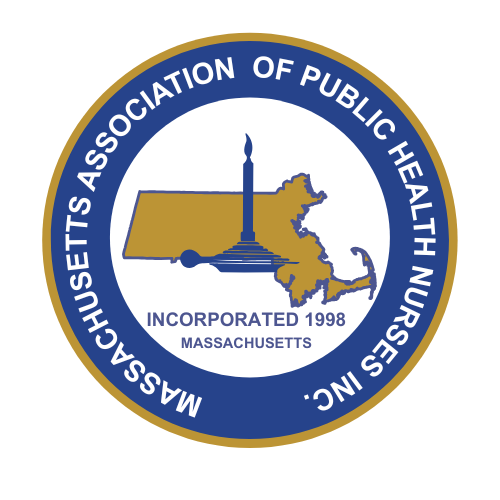 MASSACHUSETTS ASSOCIATION OF PUBLIC HEALTH NURSES INC.
INCORPORATED 1998
MASSACHUSETTS